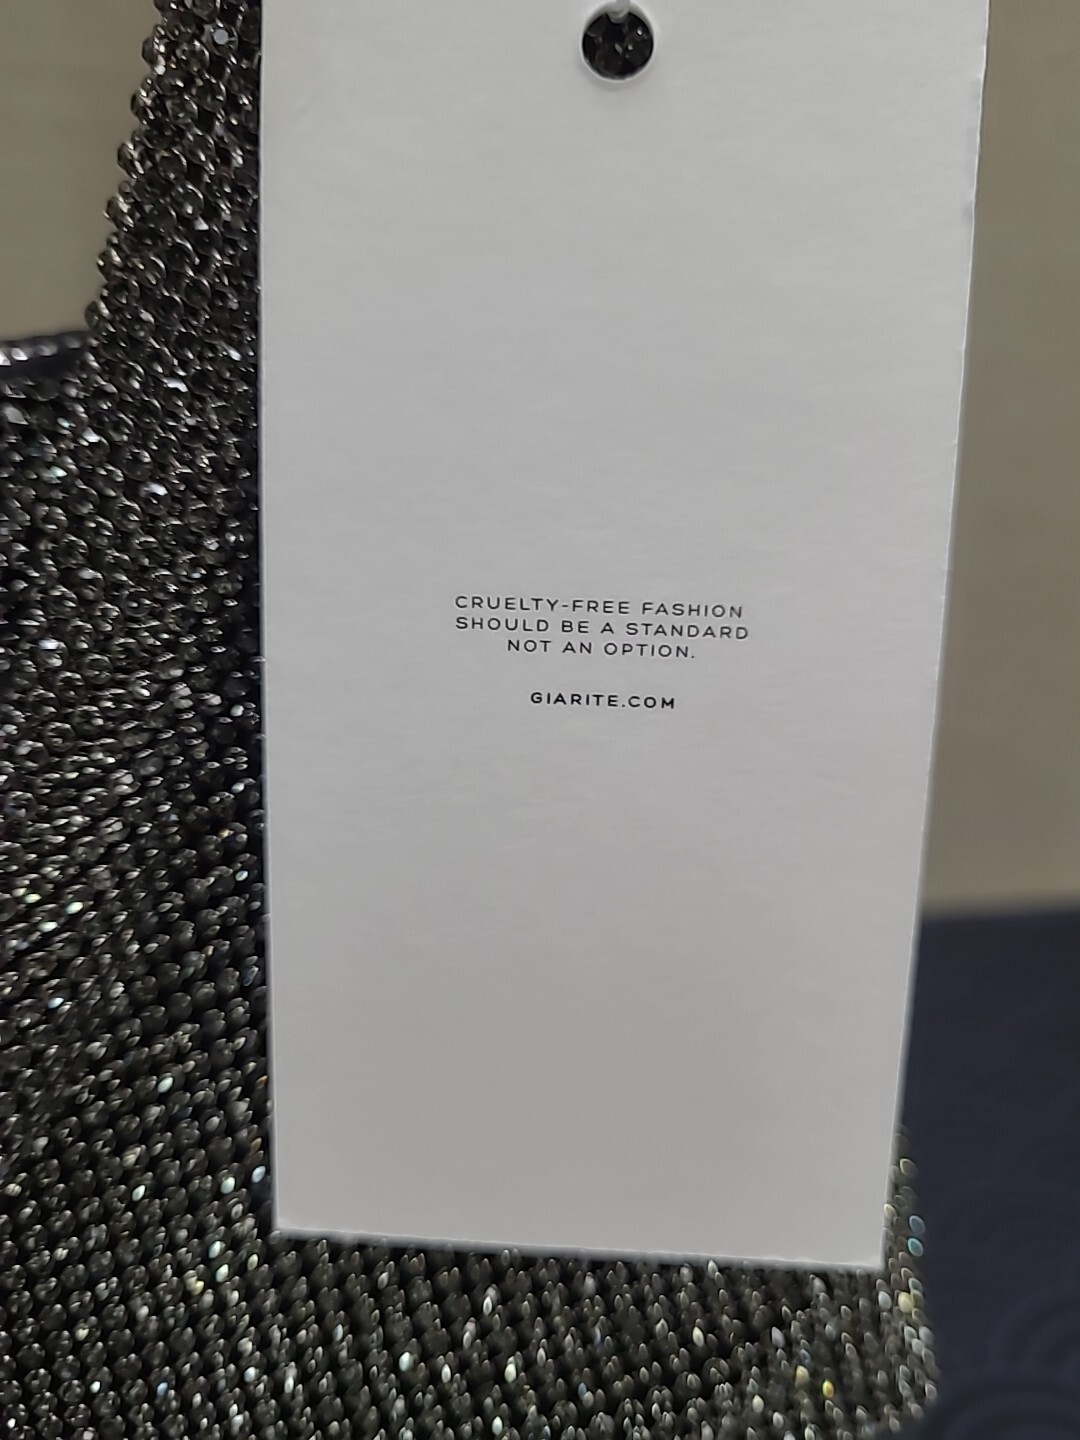 CRUELTY-FREE FASHION
SHOULD BE A STANDARD
NOT AN OPTION.
GIARITE.COM